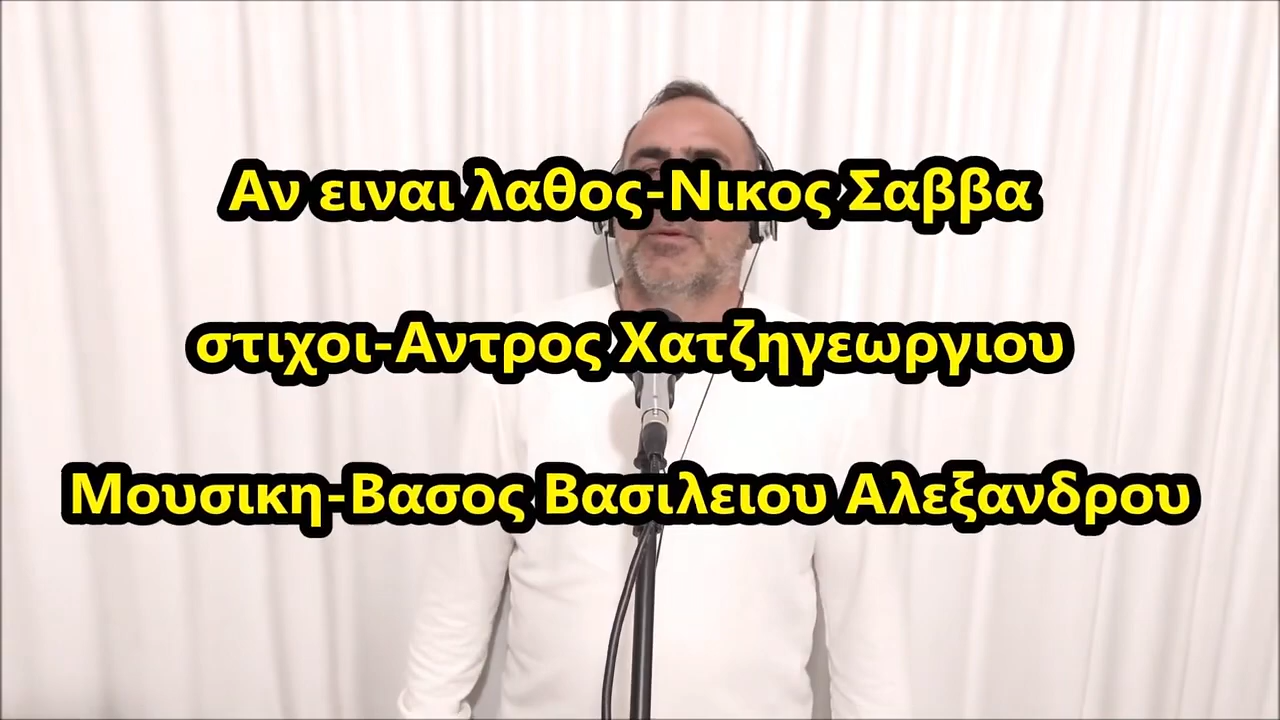 Αν ειναι λαθος-Νικος Σαββα
στιχοι-Αντρος Χατζηγεωργιου
Μουσικη-Βασος Βασιλειου Αλεξανδρου